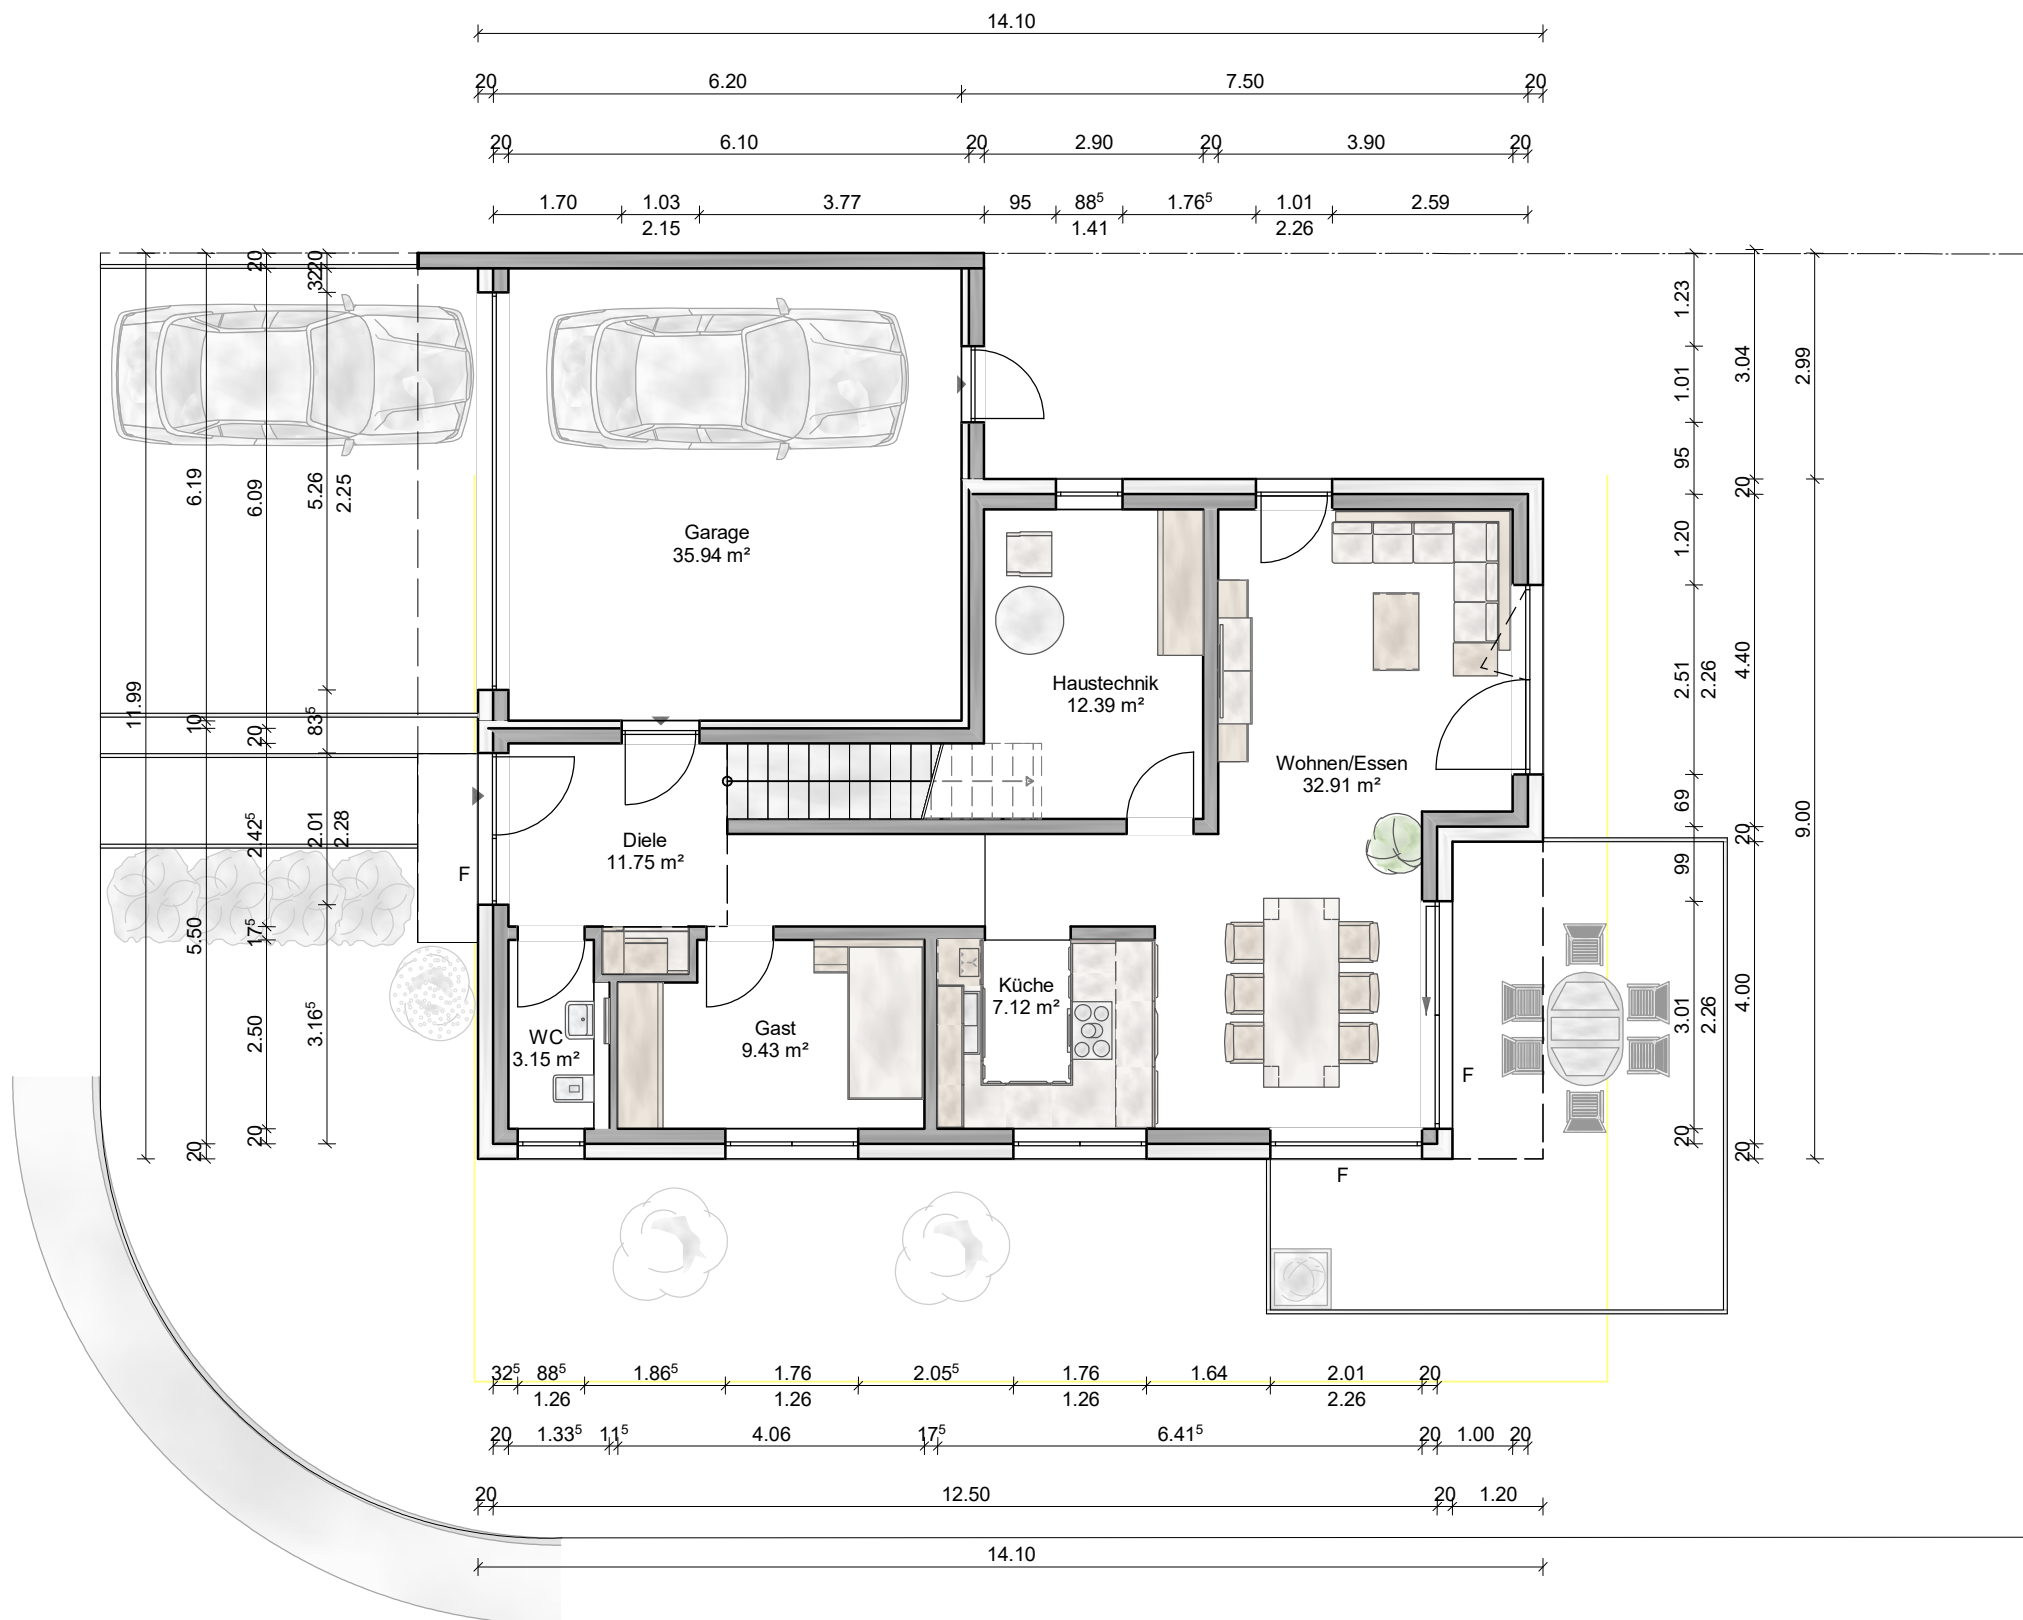 14.10
20 6.20 7.50 20
20 6.10 20 2.90 20 3.90 20
1.70 1.03 3.77 95 88⁵ 1.76⁵ 1.01 2.59
2.15 1.41 2.26
11.99
6.19 10 5.50 20
20 6.09 20 2.42⁵ 17⁵ 2.50 20
20 32 5.26 83⁵ 2.01 3.16⁵
2.25 2.28
Garage
35.94 m²
Haustechnik
12.39 m²
Wohnen/Essen
32.91 m²
Diele
11.75 m²
F
Küche
7.12 m²
Gast
9.43 m²
WC
3.15 m²
F
F
1.23 1.01 95 1.20 2.51 69 99 3.01 20
2.26 2.26
3.04 20 4.40 20 4.00 20
2.99 9.00
32⁵ 88⁵ 1.86⁵ 1.76 2.05⁵ 1.76 1.64 2.01 20
1.26 1.26 1.26 2.26
20 1.33⁵ 11⁵ 4.06 17⁵ 6.41⁵ 20 1.00 20
20 12.50 20 1.20
14.10